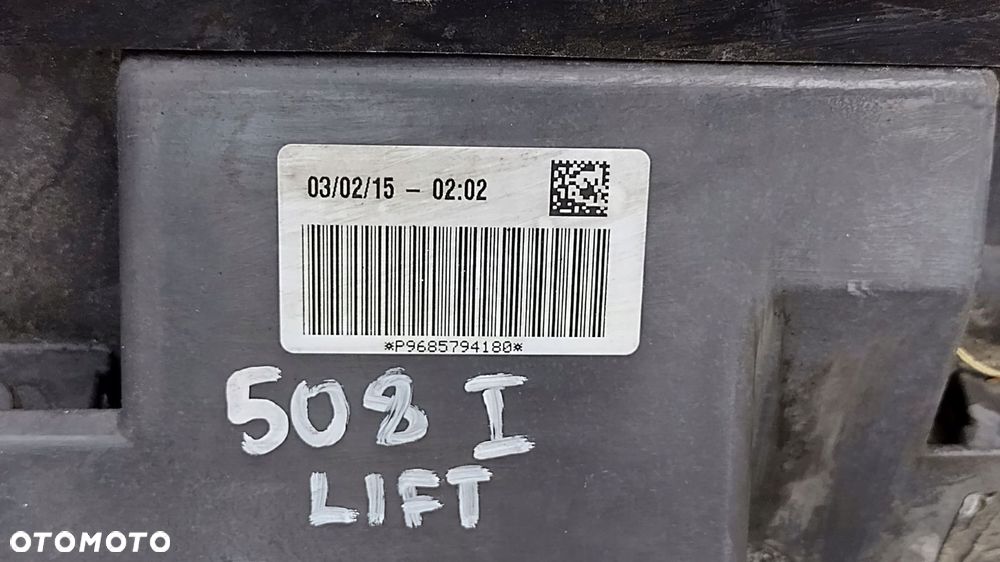 03/02/15 – 02:02
*P9685794180*
508 I
LIFT
OTOMOTO